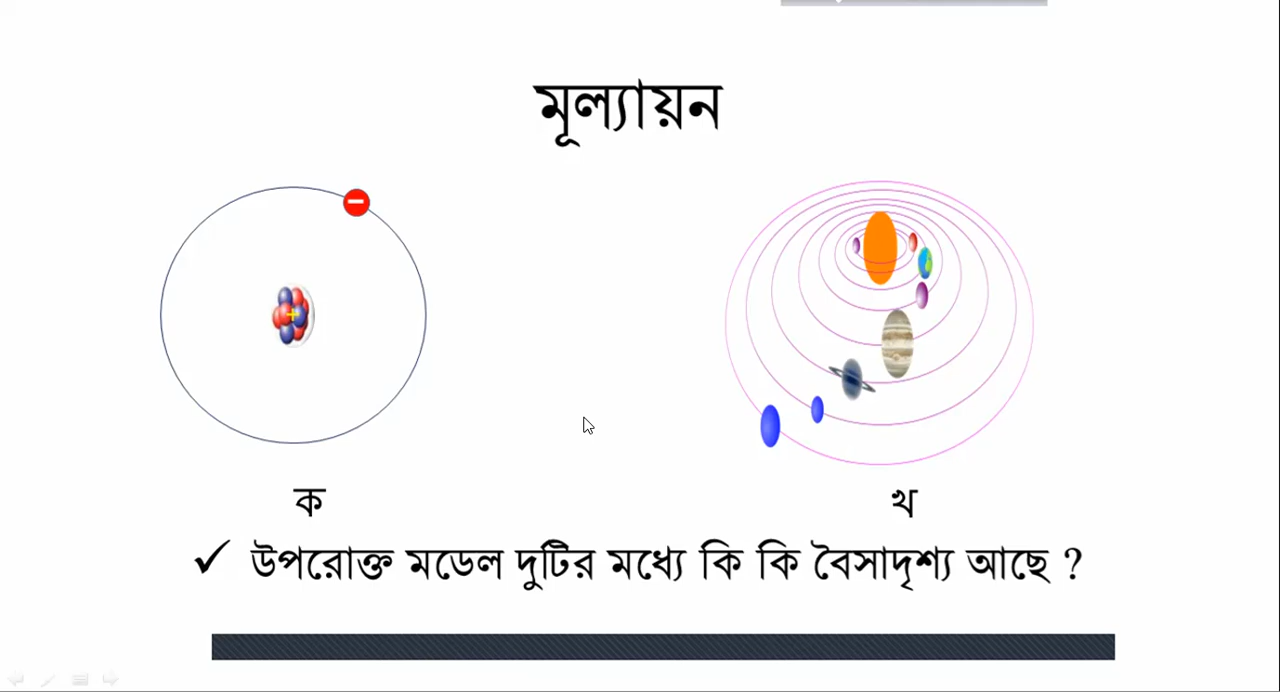 মূল্যায়ন
ক
খ
✓ উপরোক্ত মডেল দুটির মধ্যে কি কি বৈসাদৃশ্য আছে ?